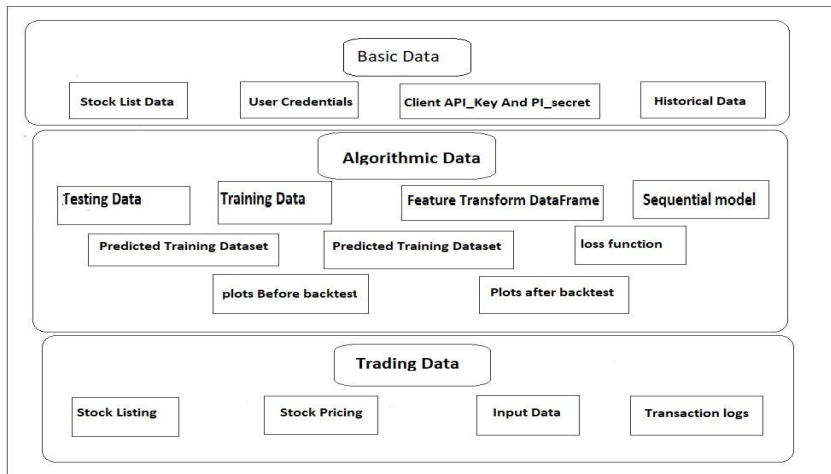 Basic Data
Stock List Data
User Credentials
Client API_Key And PI_secret
Historical Data
Algorithmic Data
Testing Data
Training Data
Feature Transform DataFrame
Sequential model
Predicted Training Dataset
Predicted Training Dataset
loss function
plots Before backtest
Plots after backtest
Trading Data
Stock Listing
Stock Pricing
Input Data
Transaction logs